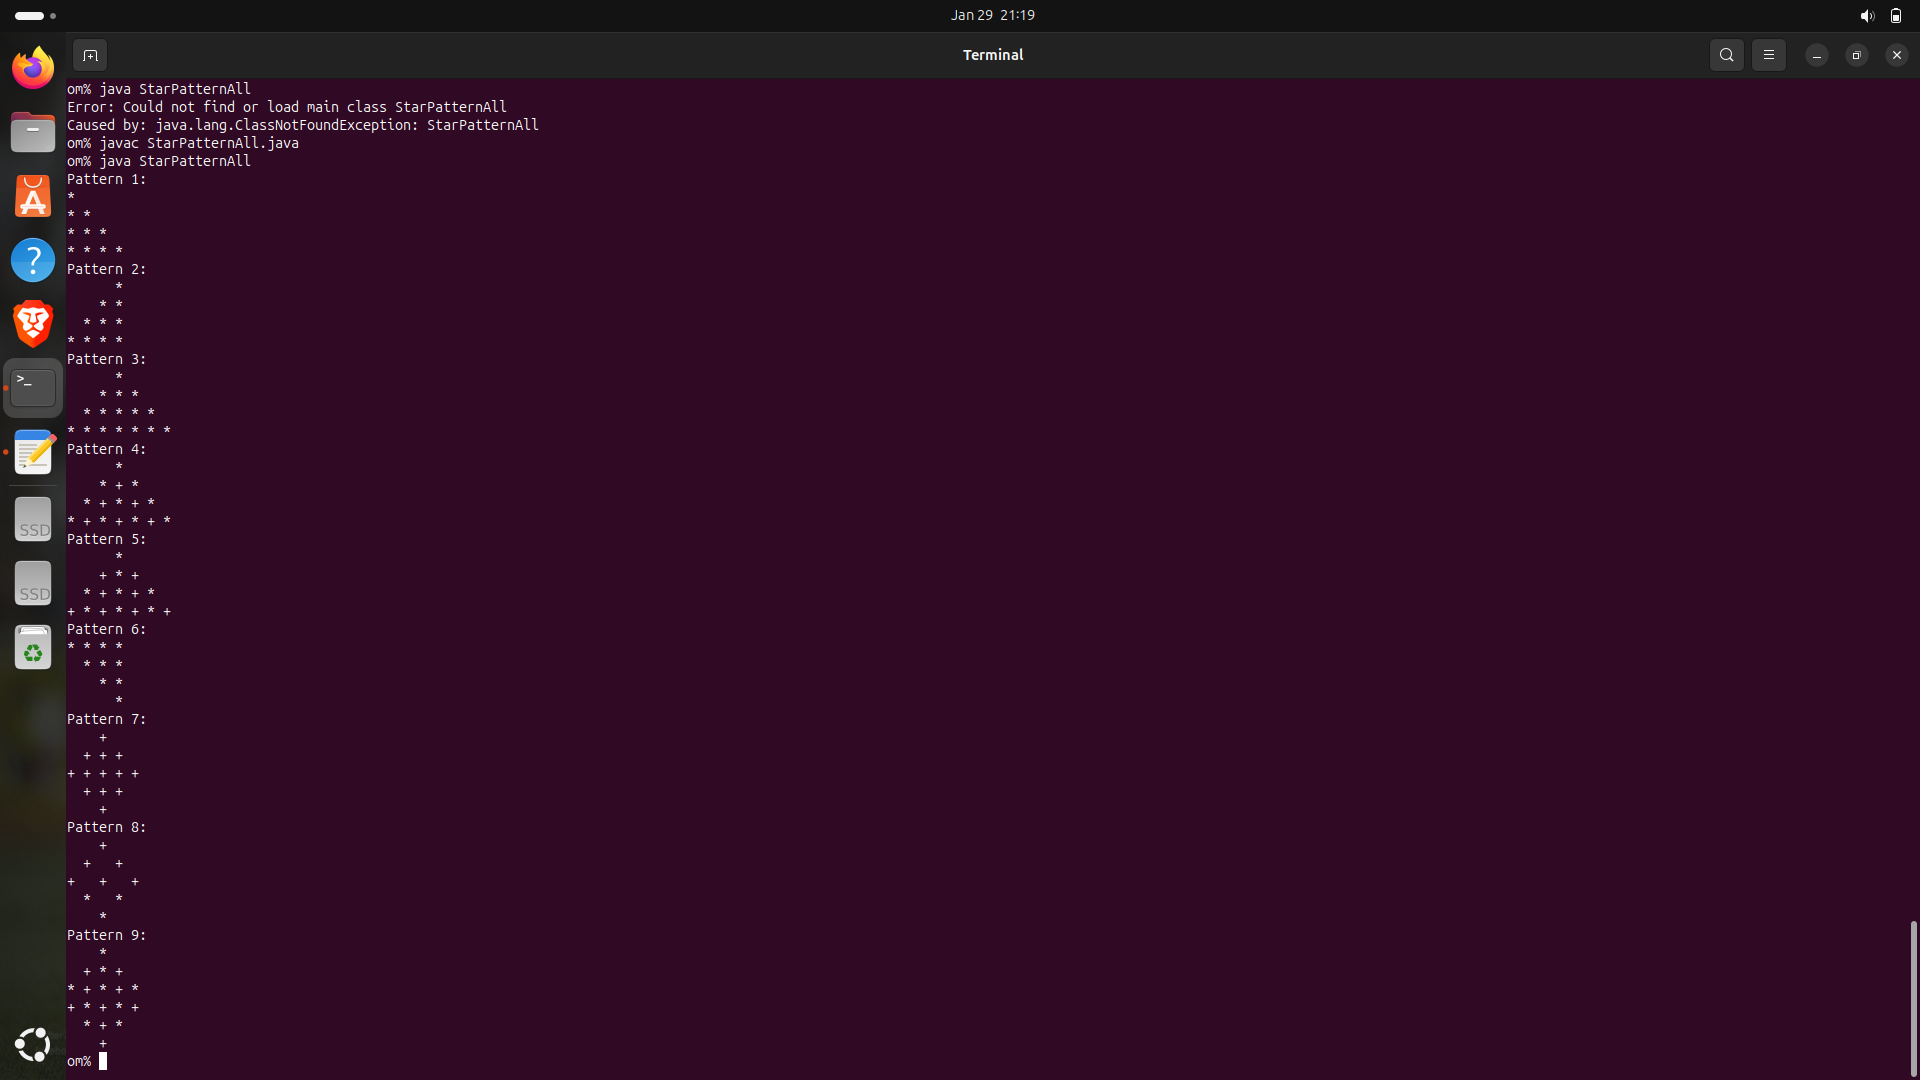 Jan 29 21:19
Terminal
om% java StarPatternAll
Error: Could not find or load main class StarPatternAll
Caused by: java.lang.ClassNotFoundException: StarPatternAll
om% javac StarPatternAll.java
om% java StarPatternAll
Pattern 1:
*
* *
* * *
* * * *
Pattern 2:
      *
    * *
  * * *
* * * *
Pattern 3:
      *
    * * *
  * * * * *
* * * * * * *
Pattern 4:
      *
    * + *
  * + * + *
* + * + * + *
Pattern 5:
      *
    + * +
  * + * + *
+ * + * + * +
Pattern 6:
* * * *
  * * *
    * *
      *
Pattern 7:
    +
  + + +
+ + + + +
  + + +
    +
Pattern 8:
    +
  +   +
+   +   +
  *   *
    *
Pattern 9:
    *
  + * +
* + * + *
+ * + * +
  * + *
    +
om%
>_
?
A
SSD
SSD